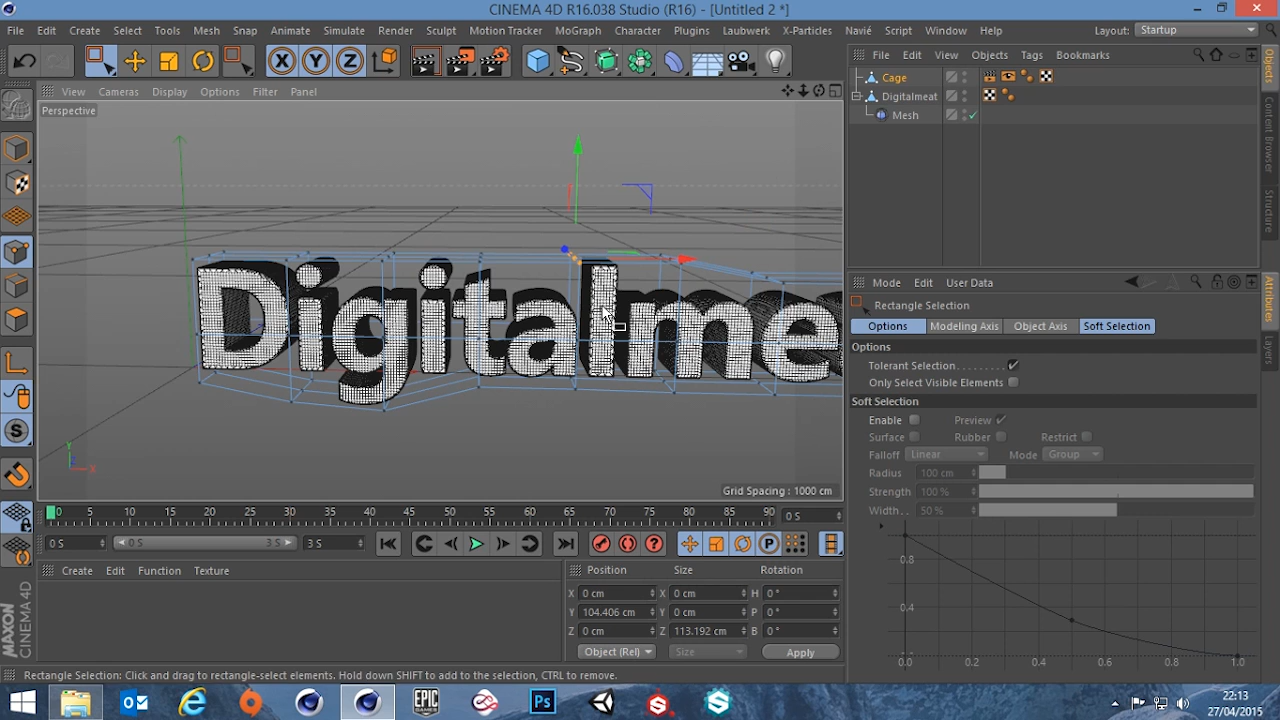 CINEMA 4D R16.038 Studio (R16) - [Untitled 2 *]
File Edit Create Select Tools Mesh Snap Animate Simulate Render Sculpt Motion Tracker MoGraph Character Plugins Laubwerk X-Particles Navié Script Window Help Layout: Startup
X Y Z
File Edit View Objects Tags Bookmarks
View Cameras Display Options Filter Panel
Perspective
Cage
Digitalmeat
Mesh
Objects
Content Browser
Structure
Digitalme
Y
X
Grid Spacing : 1000 cm
Mode Edit User Data
Rectangle Selection
Options Modeling Axis Object Axis Soft Selection
Options
Tolerant Selection
Only Select Visible Elements
Soft Selection
Enable Preview
Surface Rubber Restrict
Falloff Linear Mode Group
Radius 100 cm
Strength 100 %
Width 50 %
0.8
0.4
0.0 0.2 0.4 0.6 0.8 1.0
Attributes
Layers
0 5 10 15 20 25 30 35 40 45 50 55 60 65 70 75 80 85 90 0 S
0 S 0 S 3 S 3 S P
Create Edit Function Texture
Position Size Rotation
X 0 cm X 0 cm H 0 °
Y 104.406 cm Y 0 cm P 0 °
Z 0 cm Z 113.192 cm B 0 °
Object (Rel) Size Apply
MAXON
CINEMA 4D
Rectangle Selection: Click and drag to rectangle-select elements. Hold down SHIFT to add to the selection, CTRL to remove.
EPIC
GAMES
Ps
22:13
27/04/2015